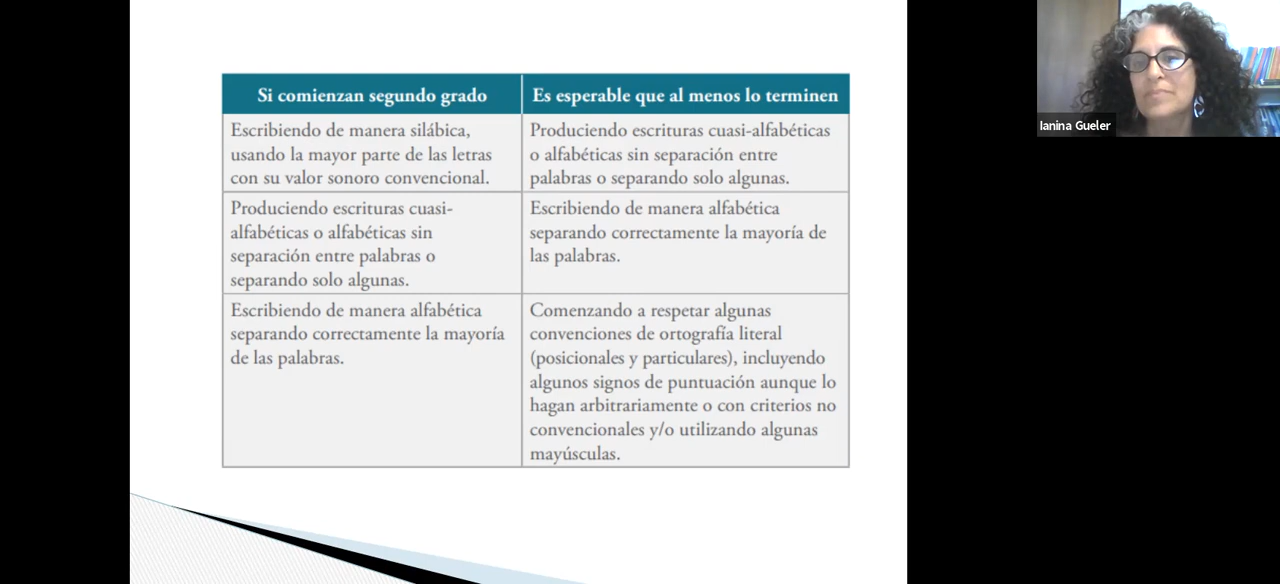 Si comienzan segundo grado
Es esperable que al menos lo terminen
Escribiendo de manera silábica,
usando la mayor parte de las letras
con su valor sonoro convencional.
Produciendo escrituras cuasi-alfabéticas
o alfabéticas sin separación entre
palabras o separando solo algunas.
Produciendo escrituras cuasi-
alfabéticas o alfabéticas sin
separación entre palabras o
separando solo algunas.
Escribiendo de manera alfabética
separando correctamente la mayoría de
las palabras.
Escribiendo de manera alfabética
separando correctamente la mayoría
de las palabras.
Comenzando a respetar algunas
convenciones de ortografía literal
(posicionales y particulares), incluyendo
algunos signos de puntuación aunque lo
hagan arbitrariamente o con criterios no
convencionales y/o utilizando algunas
mayúsculas.
Ianina Gueler